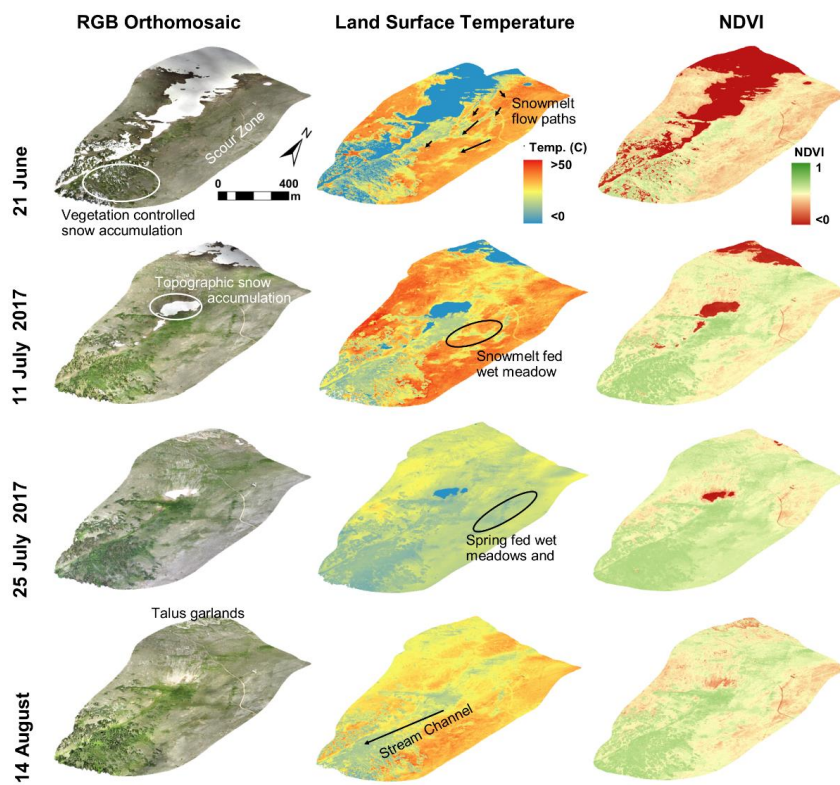 RGB Orthomosaic
Land Surface Temperature
NDVI
21 June
Scour Zone
N
0 400
m
Vegetation controlled
snow accumulation
Snowmelt
flow paths
Temp. (C)
>50
<0
NDVI
1
<0
11 July 2017
Topographic snow
accumulation
Snowmelt fed
wet meadow
25 July 2017
Spring fed wet
meadows and
14 August
Talus garlands
Stream Channel